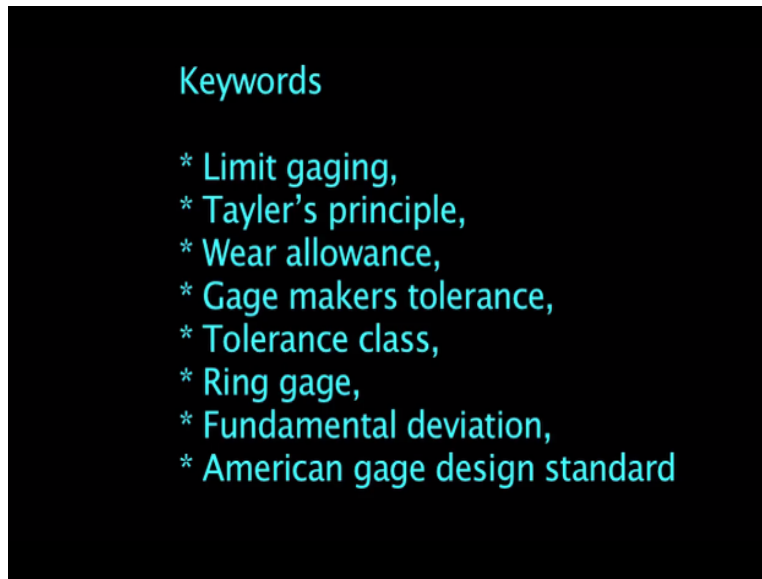 Keywords
* Limit gaging,
* Tayler's principle,
* Wear allowance,
* Gage makers tolerance,
* Tolerance class,
* Ring gage,
* Fundamental deviation,
* American gage design standard